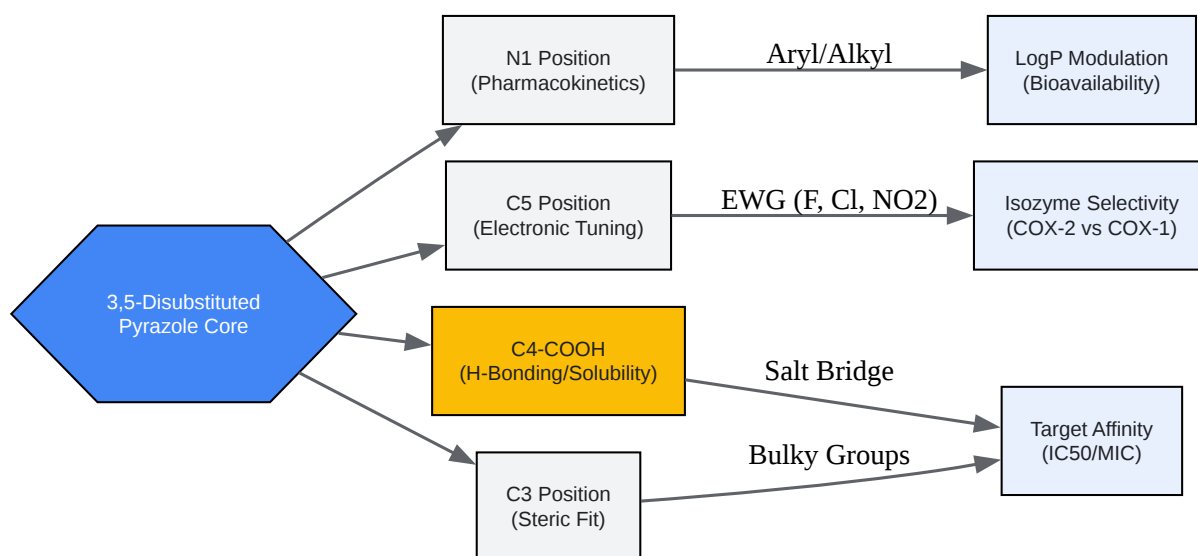 N1 Position
(Pharmacokinetics)
Aryl/Alkyl
LogP Modulation
(Bioavailability)
C5 Position
(Electronic Tuning)
EWG (F, Cl, NO2)
Isozyme Selectivity
(COX-2 vs COX-1)
3,5-Disubstituted
Pyrazole Core
C4-COOH
(H-Bonding/Solubility)
Salt Bridge
Target Affinity
(IC50/MIC)
Bulky Groups
C3 Position
(Steric Fit)